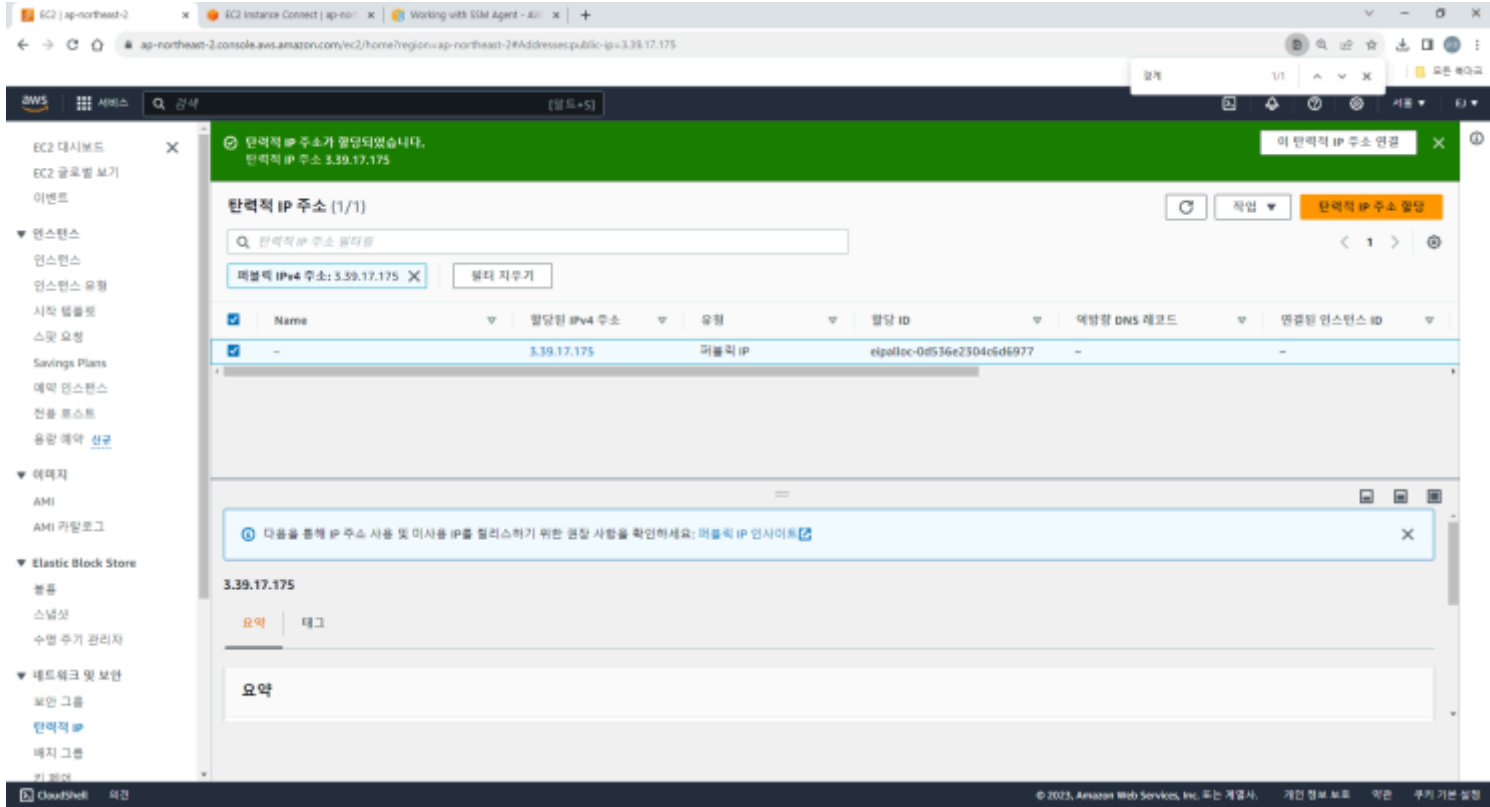 EC2 | ap-northeast-2
EC2 Instance Connect | ap-nor
Working with SSM Agent - AW
ap-northeast-2.console.aws.amazon.com/ec2/home?region=ap-northeast-2#Addresses:public-ip=3.39.17.175
1/1
모든 북마크
aws
서비스
검색
[알트+S]
서울
EJ
EC2 대시보드
EC2 글로벌 보기
이벤트
인스턴스
인스턴스
인스턴스 유형
시작 템플릿
스팟 요청
Savings Plans
예약 인스턴스
전용 호스트
용량 예약 신규
이미지
AMI
AMI 카탈로그
Elastic Block Store
볼륨
스냅샷
수명 주기 관리자
네트워크 및 보안
보안 그룹
탄력적 IP
배치 그룹
키 페어
탄력적 IP 주소가 할당되었습니다.
탄력적 IP 주소 3.39.17.175
이 탄력적 IP 주소 연결
탄력적 IP 주소 (1/1)
작업
탄력적 IP 주소 할당
탄력적 IP 주소 필터링
1
퍼블릭 IPv4 주소: 3.39.17.175
필터 지우기
Name 할당된 IPv4 주소 유형 할당 ID 역방향 DNS 레코드 연결된 인스턴스 ID
– 3.39.17.175 퍼블릭 IP eipalloc-0d536e2304c6d6977 – –
다음을 통해 IP 주소 사용 및 미사용 IP를 릴리스하기 위한 권장 사항을 확인하세요: 퍼블릭 IP 인사이트
3.39.17.175
요약
태그
요약
CloudShell 의견
© 2023, Amazon Web Services, Inc. 또는 계열사. 개인 정보 보호 약관 쿠키 기본 설정